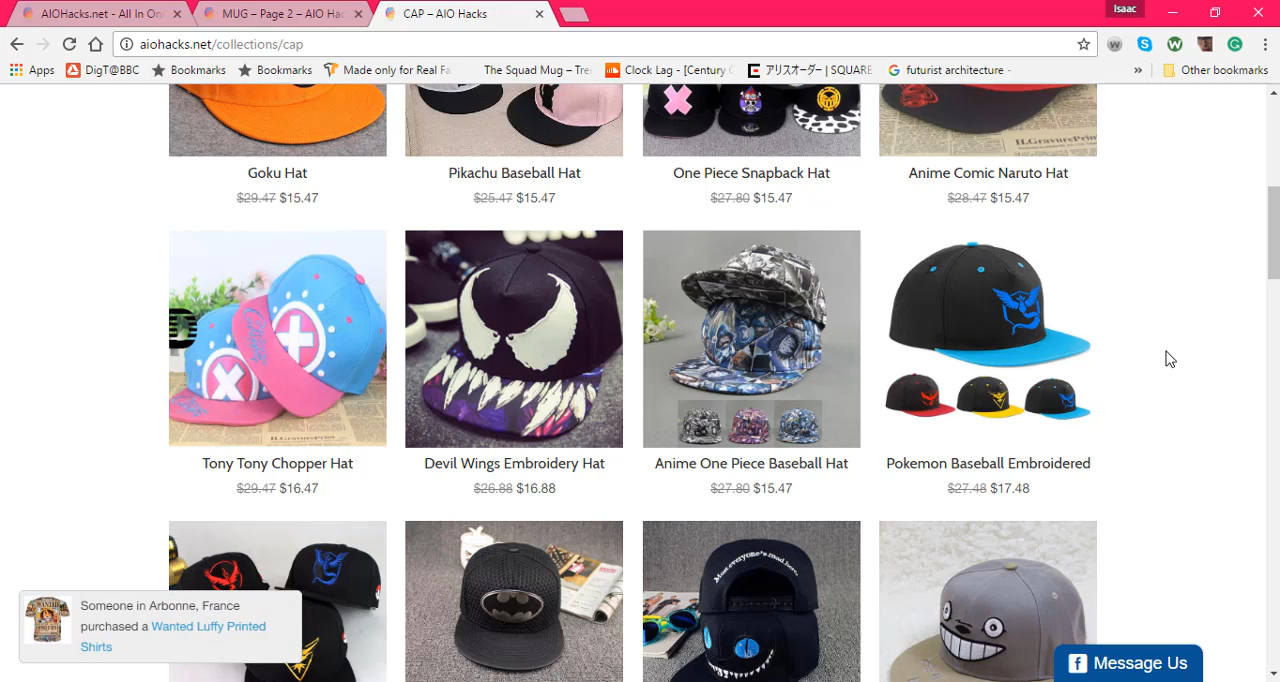 Isaac
AIOHacks.net - All In On
MUG – Page 2 – AIO Hac
CAP – AIO Hacks
aiohacks.net/collections/cap
Apps
DigT@BBC
Bookmarks
Bookmarks
Made only for Real Fa
The Squad Mug – Tre
Clock Lag - [Century
アリスオーダー | SQUARE
futurist architecture -
»
Other bookmarks
ILGravurePrint
Goku Hat
Pikachu Baseball Hat
One Piece Snapback Hat
Anime Comic Naruto Hat
$29.47 $15.47
$25.47 $15.47
$27.80 $15.47
$28.47 $15.47
Tony Tony Chopper Hat
Devil Wings Embroidery Hat
Anime One Piece Baseball Hat
Pokemon Baseball Embroidered
$29.47 $16.47
$26.88 $16.88
$27.80 $15.47
$27.48 $17.48
Most everyone's mad here.
WANTED
Someone in Arbonne, France
purchased a Wanted Luffy Printed
Shirts
Message Us